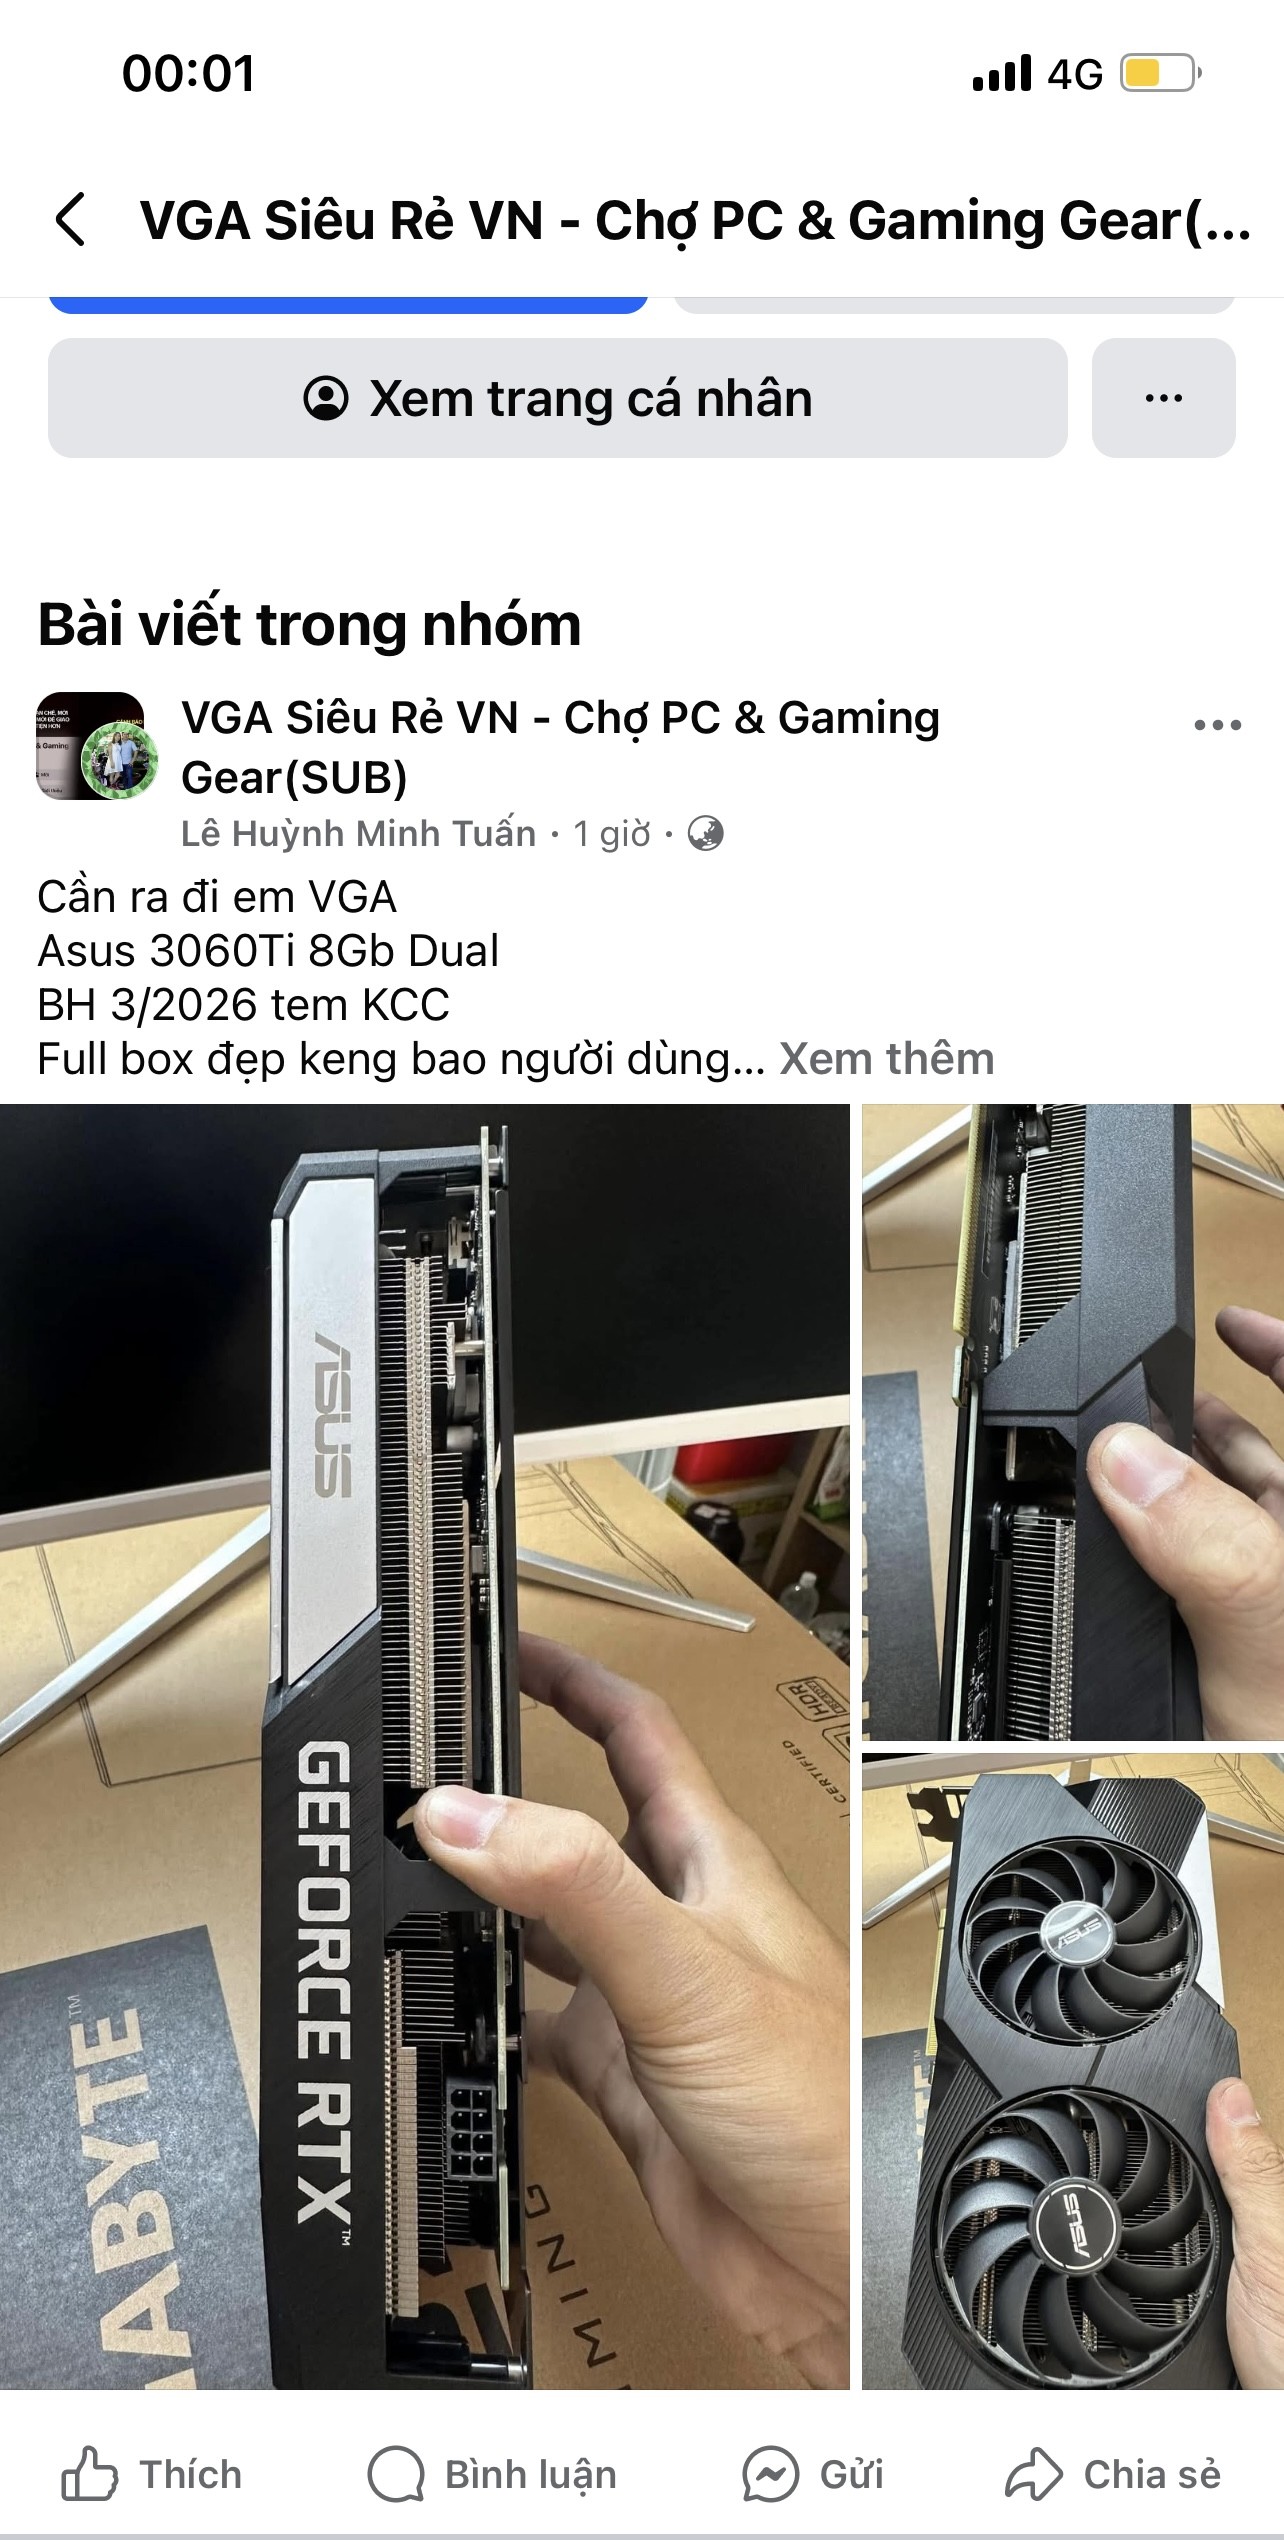 00:01
4G
VGA Siêu Rẻ VN - Chợ PC & Gaming Gear(...
Xem trang cá nhân
Bài viết trong nhóm
VGA Siêu Rẻ VN - Chợ PC & Gaming
Gear(SUB)
Lê Huỳnh Minh Tuấn · 1 giờ ·
Cần ra đi em VGA
Asus 3060Ti 8Gb Dual
BH 3/2026 tem KCC
Full box đẹp keng bao người dùng... Xem thêm
ASUS
GEFORCE RTX™
ABYTE™
HDR
READY
CERTIFIED
MING
ASUS
ASUS
Thích
Bình luận
Gửi
Chia sẻ